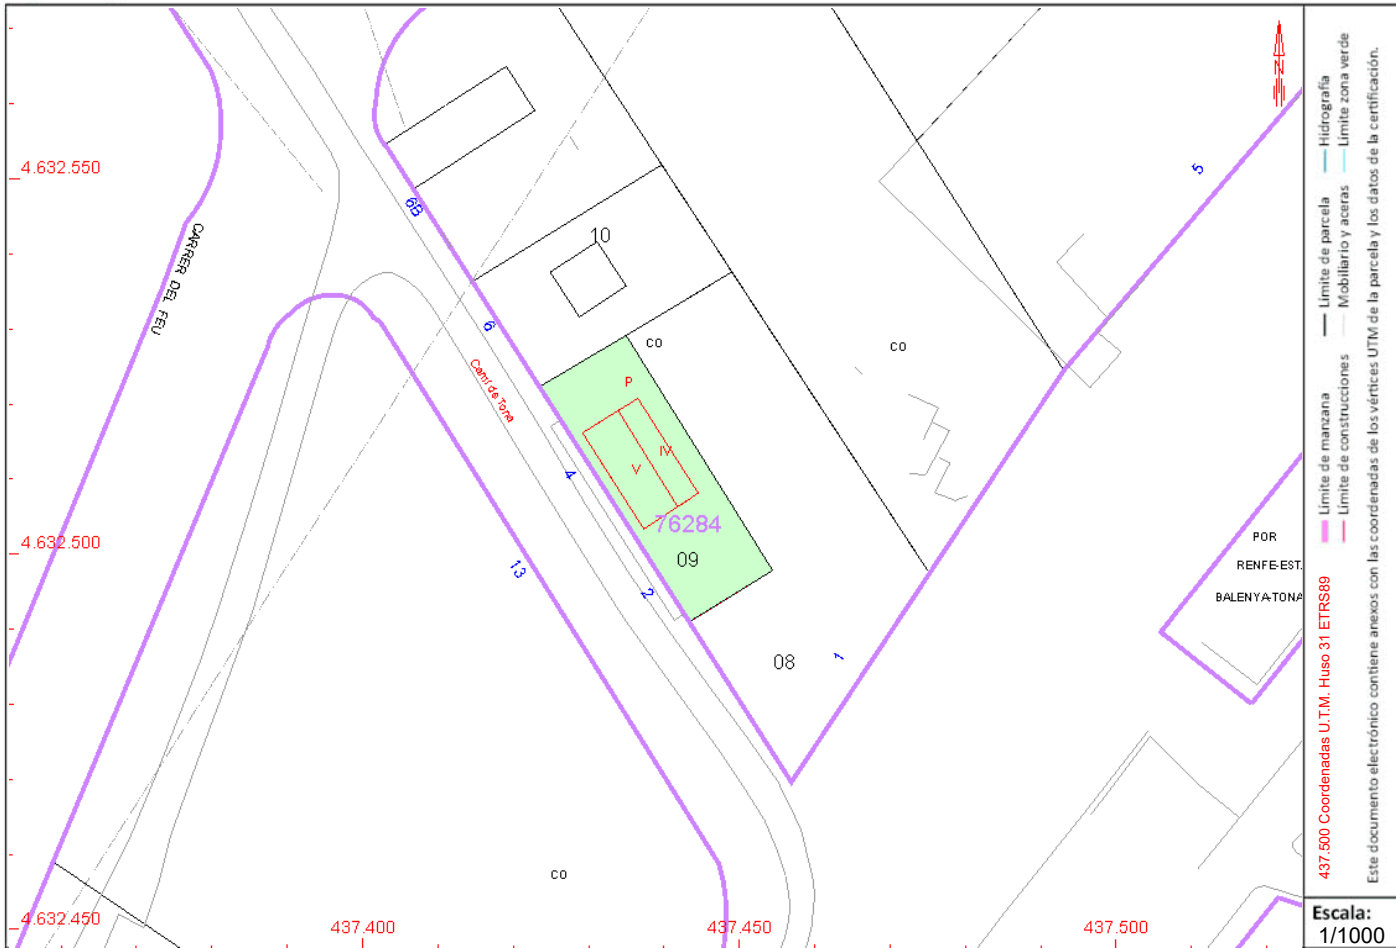 4.632.550
CARRER DEL FEU
6B
10
6
Camí de Tona
CO
CO
5
P
IV
V
4
76284
09
4.632.500
13
2
08
1
POR
RENFE-EST.
BALENYA-TONA
CO
4.632.450
437.400
437.450
437.500
N
Límite de manzana
Límite de parcela
Hidrografía
Límite de construcciones
Mobiliario y aceras
Límite zona verde
437.500 Coordenadas U.T.M. Huso 31 ETRS89
Este documento electrónico contiene anexos con las coordenadas de los vértices UTM de la parcela y los datos de la certificación.
Escala:
1/1000